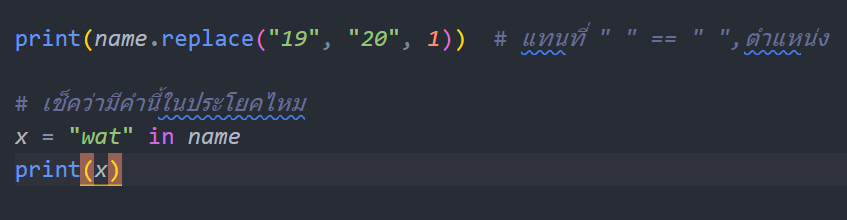 print(name.replace("19", "20", 1))  # แทนที่ " " == " ",ตำแหน่ง
# เช็คว่ามีคำนี้ในประโยคไหม
x = "wat" in name
print(x)